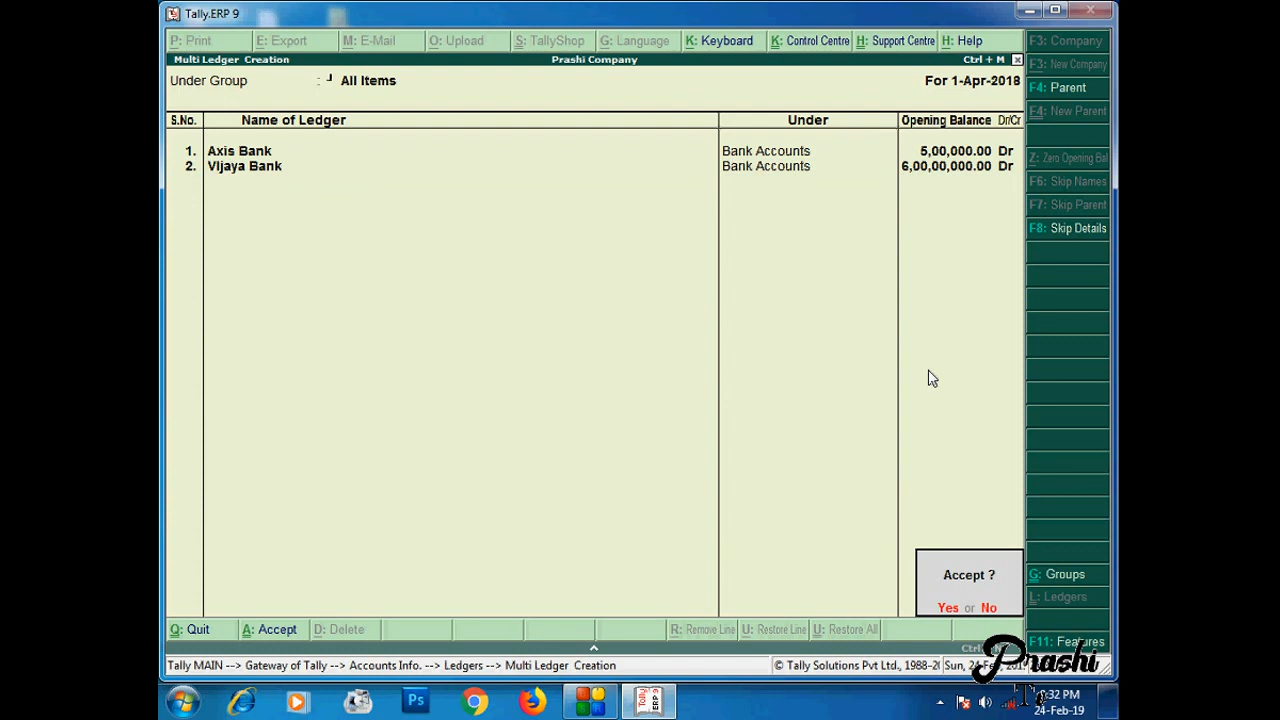 Tally.ERP 9
P: Print E: Export M: E-Mail O: Upload S: TallyShop G: Language K: Keyboard K: Control Centre H: Support Centre H: Help
F3: Company
Multi Ledger Creation Prashi Company Ctrl + M
F3: New Company
Under Group : All Items For 1-Apr-2018
F4: Parent
F4: New Parent
S.No. Name of Ledger Under Opening Balance Dr/Cr
1. Axis Bank Bank Accounts 5,00,000.00 Dr
Z: Zero Opening Bal
2. VIjaya Bank Bank Accounts 6,00,00,000.00 Dr
F6: Skip Names
F7: Skip Parent
F8: Skip Details
Accept ?
Yes or No
G: Groups
L: Ledgers
Q: Quit A: Accept D: Delete R: Remove Line U: Restore Line U: Restore All
F11: Features
Tally MAIN --> Gateway of Tally --> Accounts Info. --> Ledgers --> Multi Ledger Creation © Tally Solutions Pvt Ltd., 1988-20 Sun, 24
Prashi
:32 PM
24-Feb-19
Ps